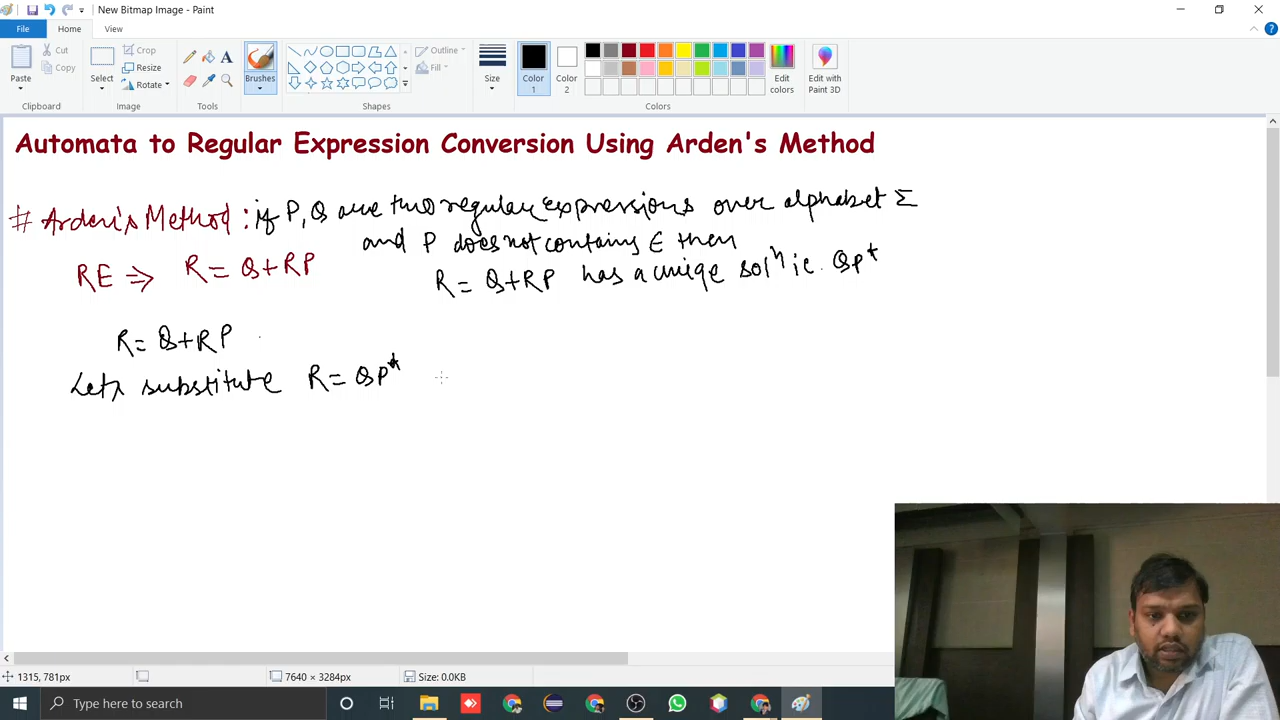 New Bitmap Image - Paint
File Home View
Cut
Copy
Paste
Clipboard
Crop
Resize
Rotate
Select
Image
Tools
Brushes
Outline
Fill
Shapes
Size
Color 1
Color 2
Edit colors
Colors
Edit with Paint 3D
Automata to Regular Expression Conversion Using Arden's Method
# Arden's Method : if P, Q are two regular expressions over alphabet Σ
and P does not contains ε then
RE ⇒ R = Q+RP
R = Q+RP has a uniqe solⁿ ie. QP*
R = Q+RP
Lets substitute R = QP*
1315, 781px
7640 × 3284px
Size: 0.0KB
Type here to search